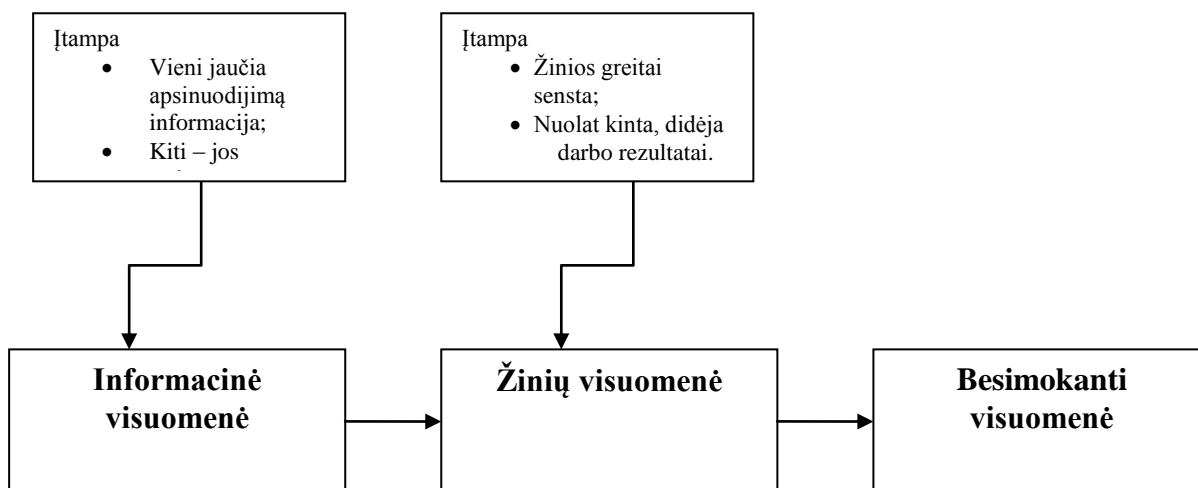 Įtampa
• Vieni jaučia
apsinuodijimą
informacija;
• Kiti – jos
Įtampa
• Žinios greitai
sensta;
• Nuolat kinta, didėja
darbo rezultatai.
Informacinė
visuomenė
Žinių visuomenė
Besimokanti
visuomenė